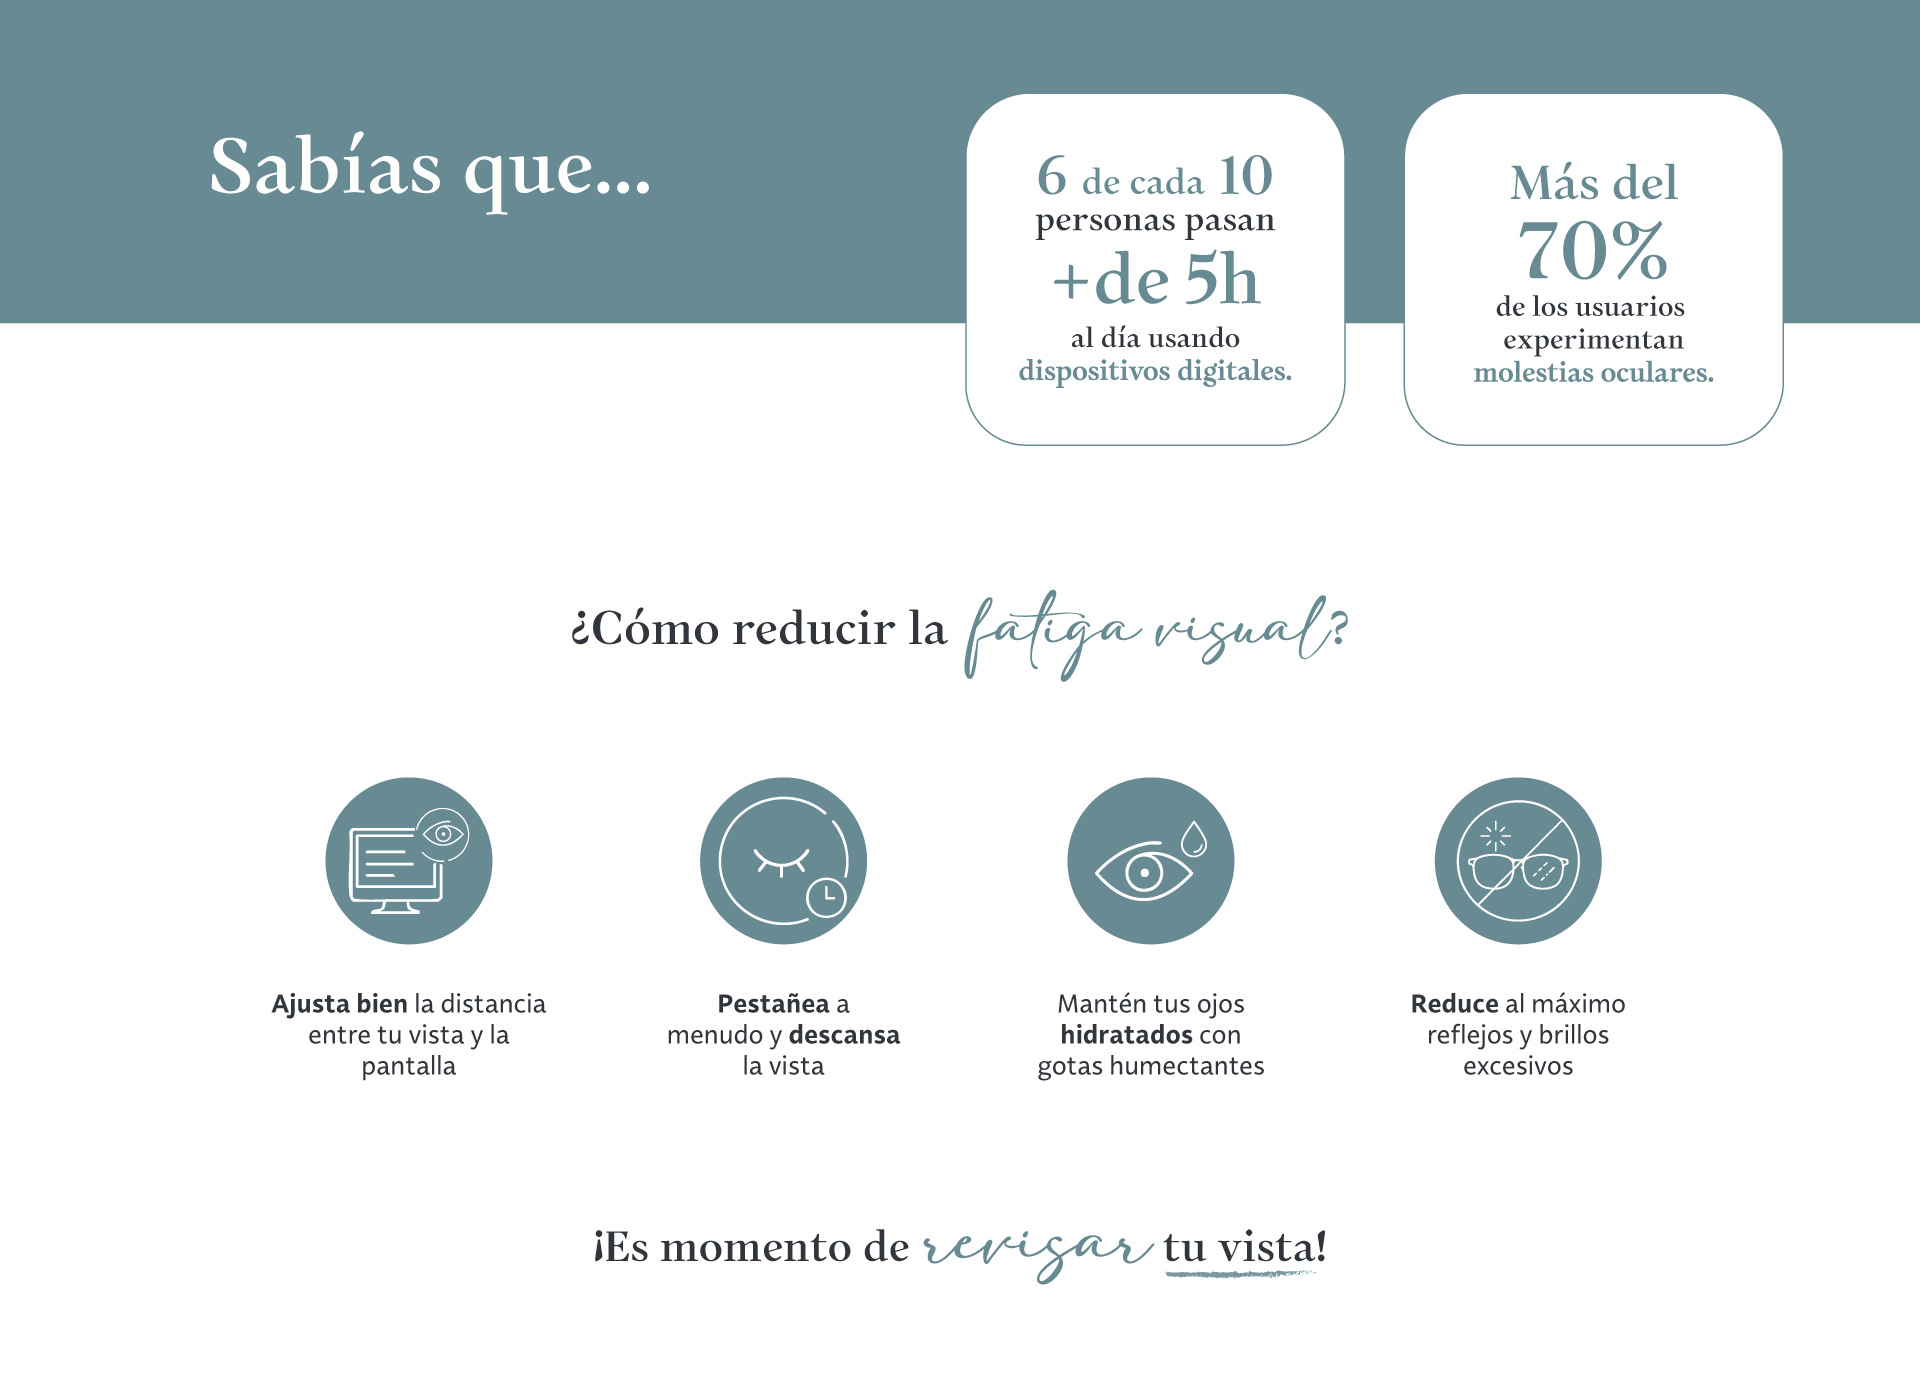 Sabías que...
6 de cada 10
personas pasan
+de 5h
al día usando
dispositivos digitales.
Más del
70%
de los usuarios
experimentan
molestias oculares.
¿Cómo reducir la fatiga visual?
Ajusta bien la distancia
entre tu vista y la
pantalla
Pestañea a
menudo y descansa
la vista
Mantén tus ojos
hidratados con
gotas humectantes
Reduce al máximo
reflejos y brillos
excesivos
¡Es momento de revisar tu vista!